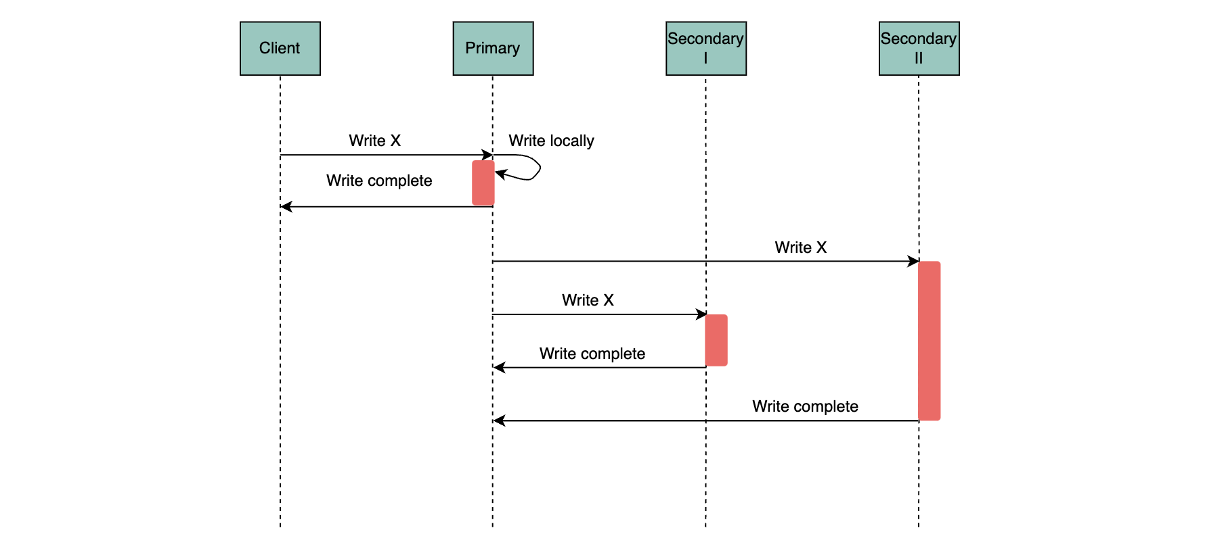 Client
Primary
Secondary
I
Secondary
II
Write X
Write locally
Write complete
Write X
Write X
Write complete
Write complete